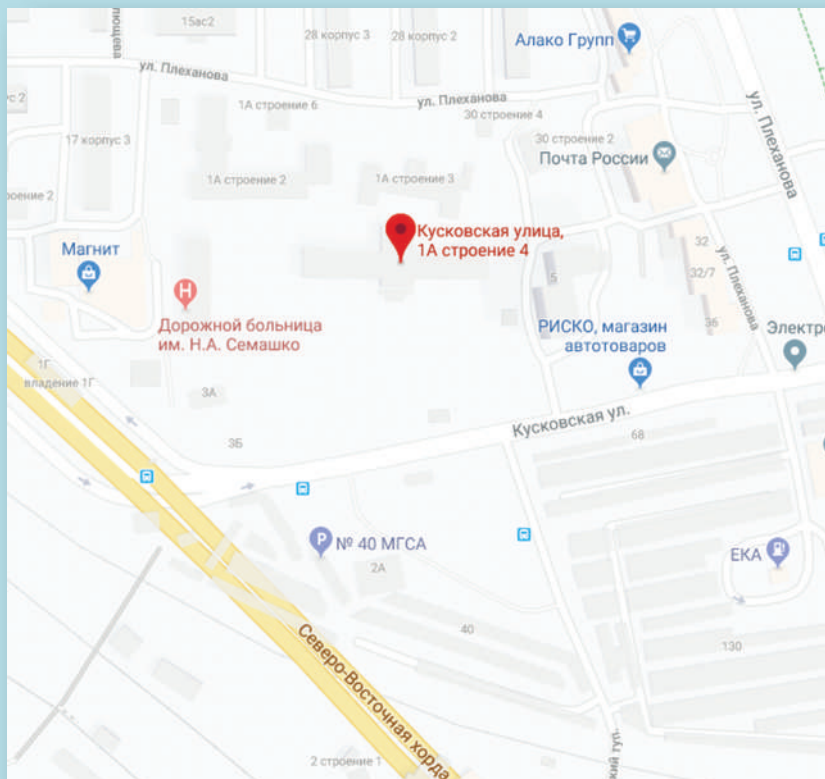 15ас2
28 корпус 3
28 корпус 2
Алако Групп
ул. Плеханова
ул. Плеханова
ул. Плеханова
1А строение 6
30 строение 4
17 корпус 3
30 строение 2
Почта России
1А строение 2
1А строение 3
Кусковская улица,
1А строение 4
Магнит
32
32/7
ул. Плеханова
5
36
Н
Дорожной больница
им. Н.А. Семашко
РИСКО, магазин
автотоваров
1Г
владение 1Г
3А
3Б
Кусковская ул.
68
P
№ 40 МГСА
2А
ЕКА
40
130
Северо-Восточная хорда
2 строение 1